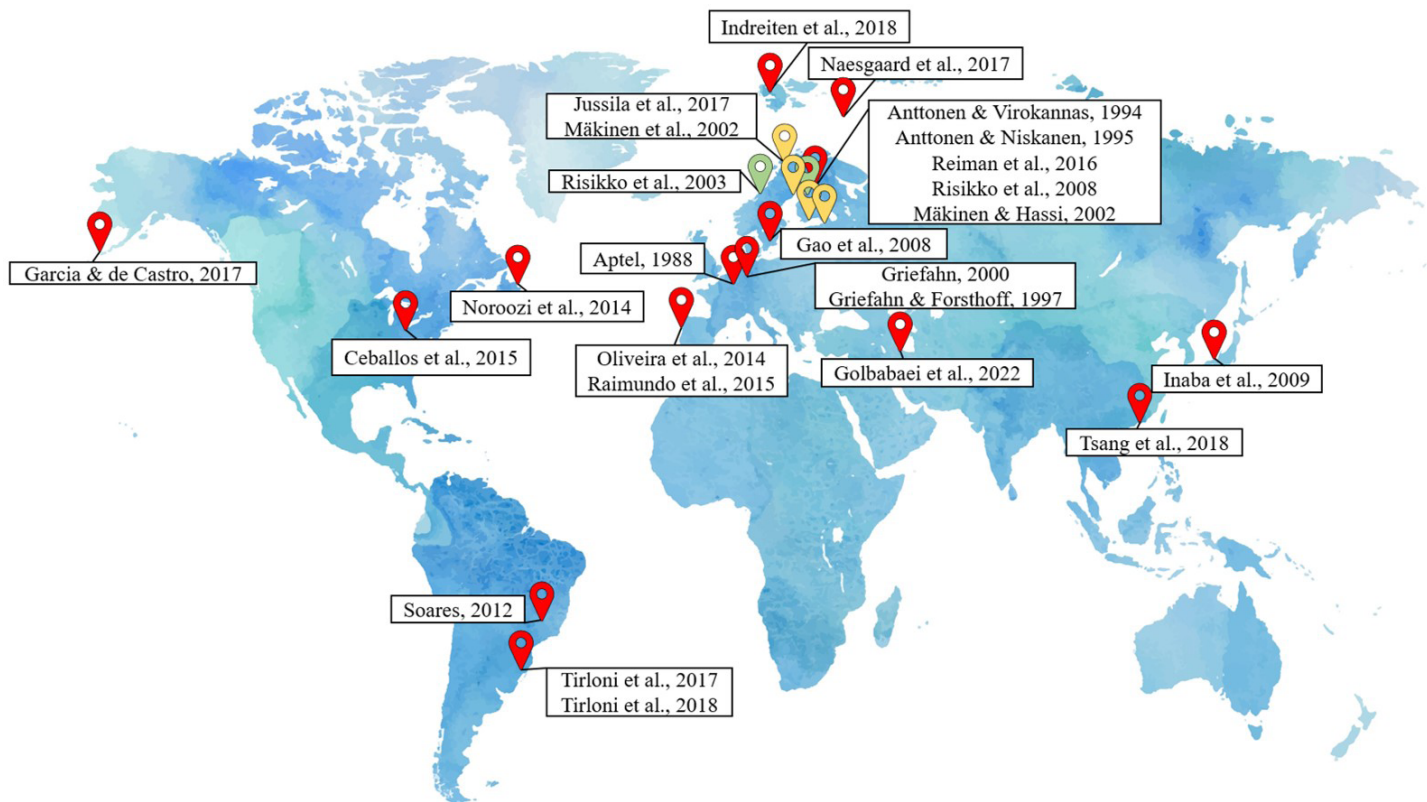 Indreiten et al., 2018
Naesgaard et al., 2017
Jussila et al., 2017
Mäkinen et al., 2002
Anttonen & Virokannas, 1994
Anttonen & Niskanen, 1995
Reiman et al., 2016
Risikko et al., 2008
Mäkinen & Hassi, 2002
Risikko et al., 2003
Gao et al., 2008
Aptel, 1988
Garcia & de Castro, 2017
Griefahn, 2000
Griefahn & Forsthoff, 1997
Noroozi et al., 2014
Ceballos et al., 2015
Oliveira et al., 2014
Raimundo et al., 2015
Golbabaei et al., 2022
Inaba et al., 2009
Tsang et al., 2018
Soares, 2012
Tirloni et al., 2017
Tirloni et al., 2018